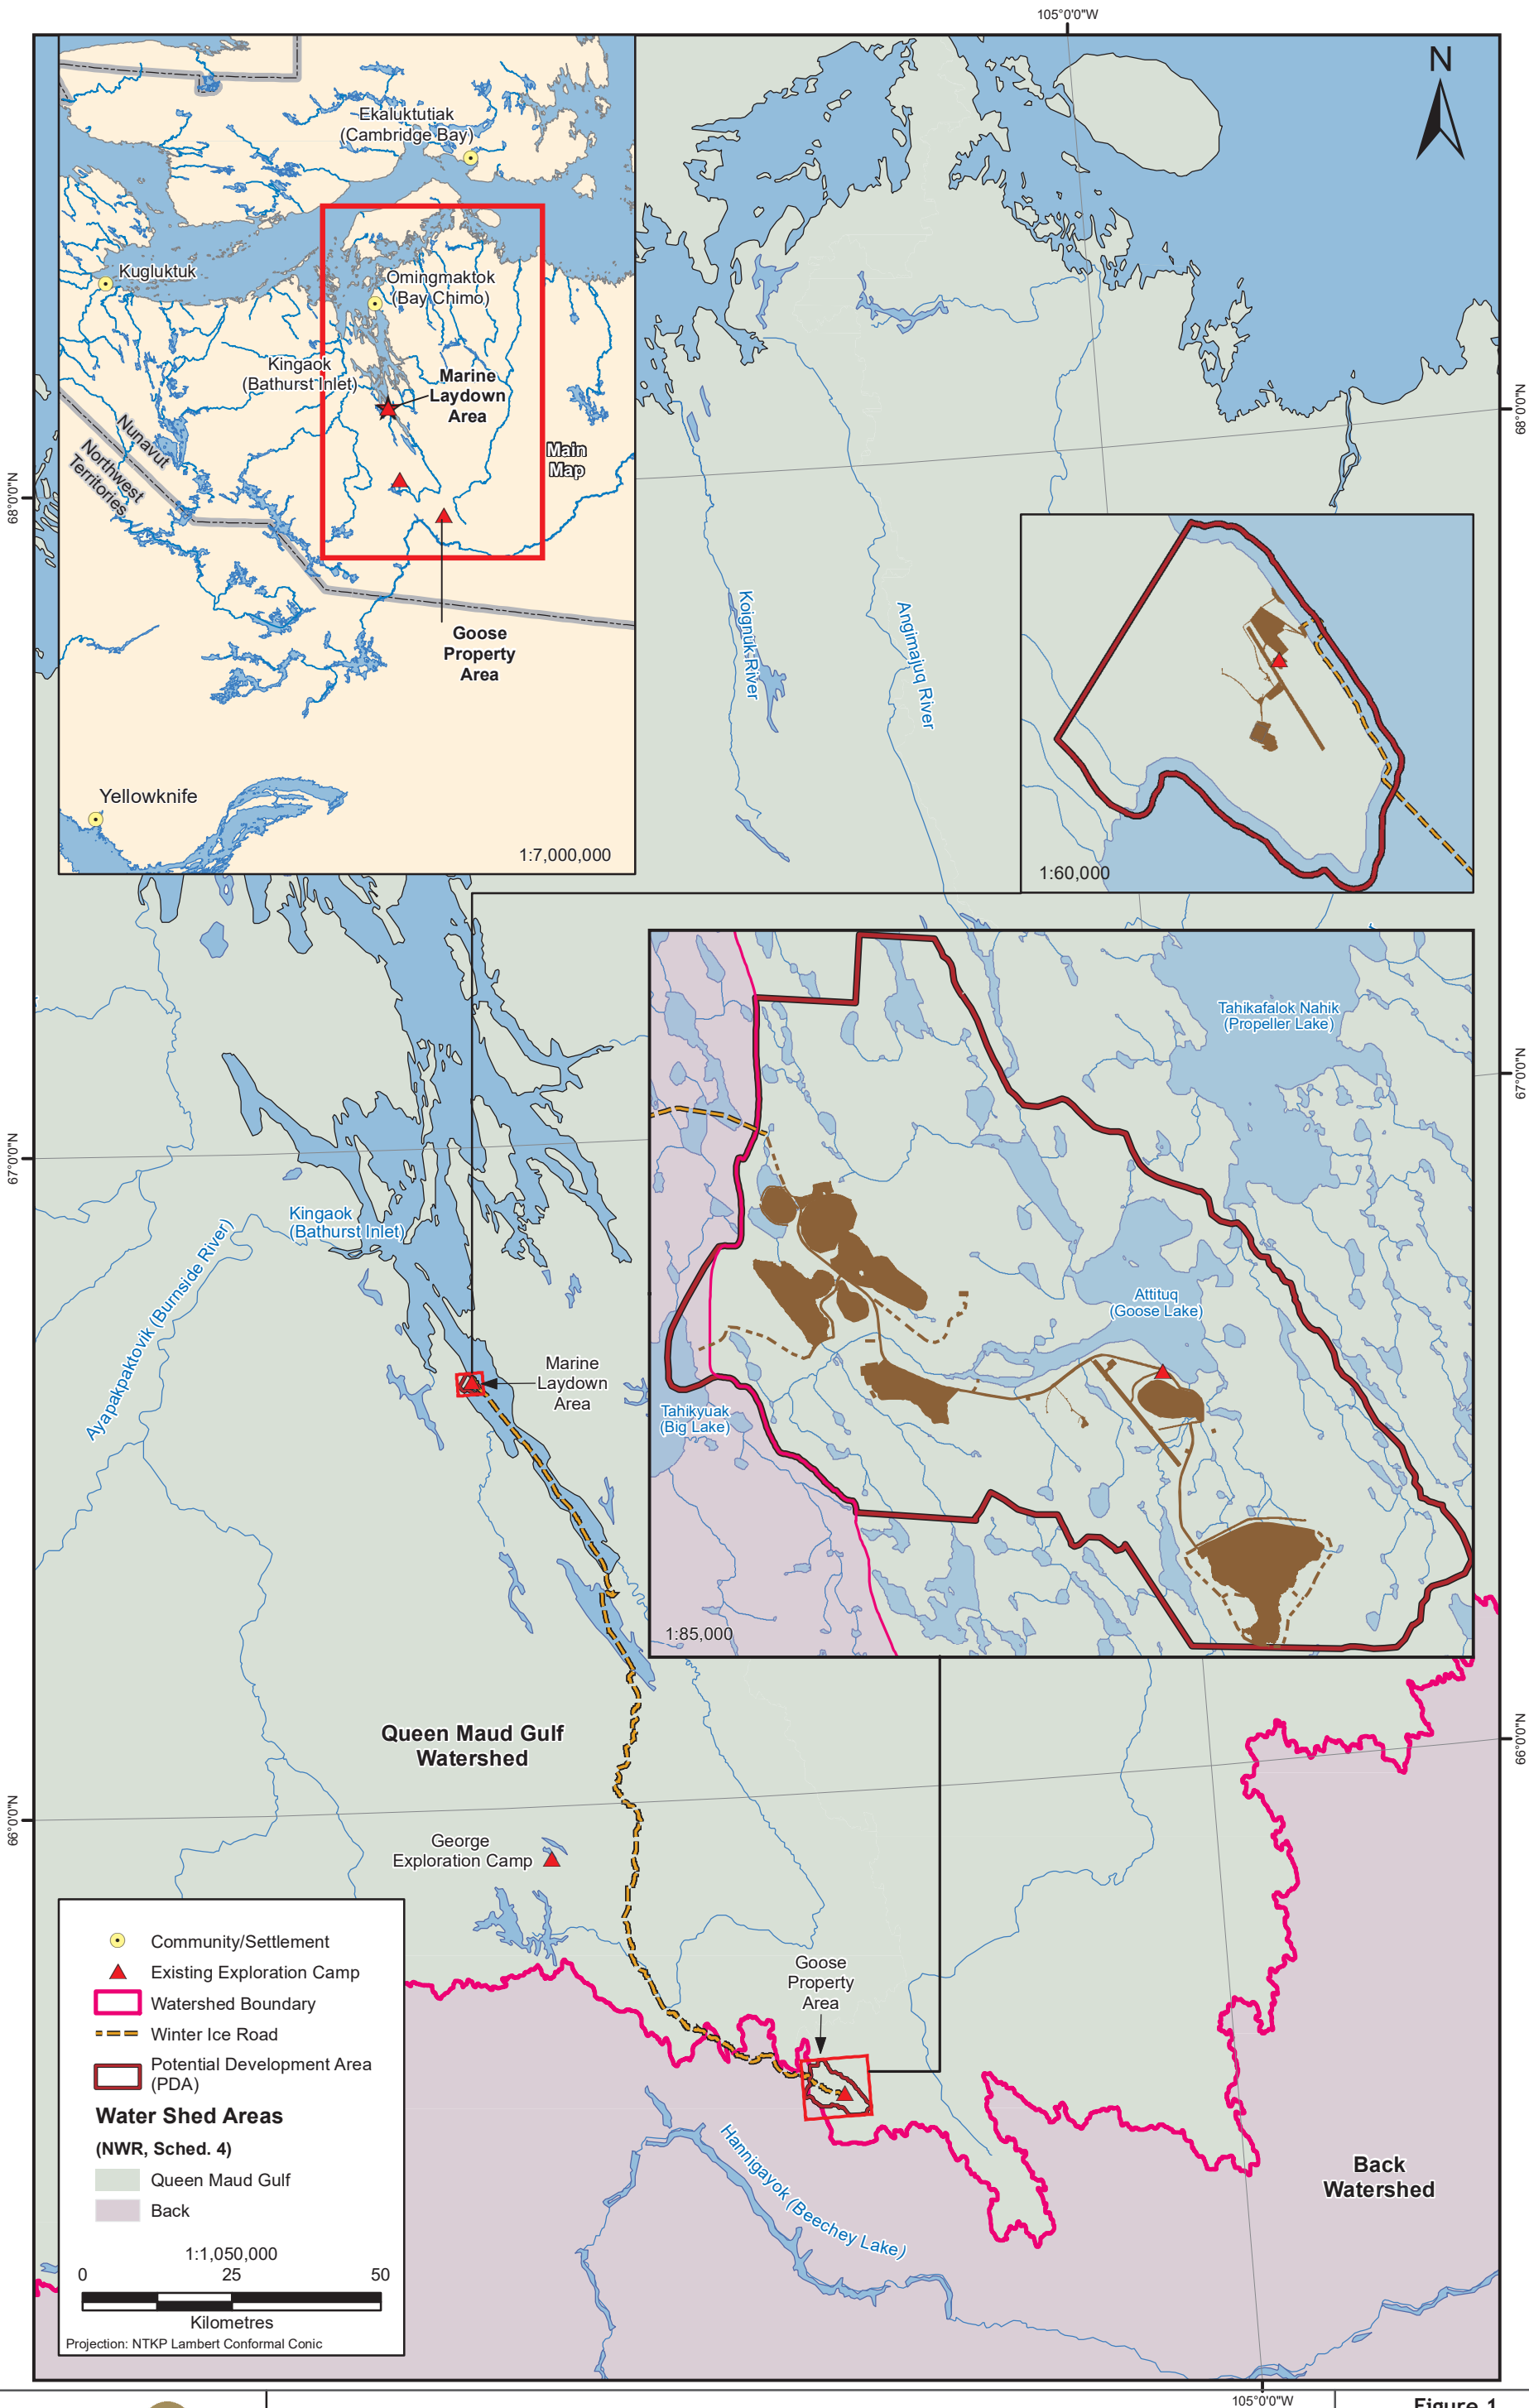 105°0'0"W
N
Ekaluktutiak
(Cambridge Bay)
Kugluktuk
Omingmaktok
(Bay Chimo)
Kingaok
(Bathurst Inlet)
Marine
Laydown
Area
Main
Map
Nunavut
Northwest
Territories
Goose
Property
Area
Yellowknife
1:7,000,000
68°0'0"N
68°0'0"N
Koignuk River
Angimajuq River
1:60,000
Tahikafalok Nahik
(Propeller Lake)
67°0'0"N
67°0'0"N
Kingaok
(Bathurst Inlet)
Ayapakpaktovik (Burnside River)
Attituq
(Goose Lake)
Marine
Laydown
Area
Tahikyuak
(Big Lake)
1:85,000
Queen Maud Gulf
Watershed
66°0'0"N
66°0'0"N
George
Exploration Camp
Goose
Property
Area
Hannigayok (Beechey Lake)
Back
Watershed
Community/Settlement
Existing Exploration Camp
Watershed Boundary
Winter Ice Road
Potential Development Area
(PDA)
Water Shed Areas
(NWR, Sched. 4)
Queen Maud Gulf
Back
1:1,050,000
0 25 50
Kilometres
Projection: NTKP Lambert Conformal Conic
105°0'0"W
Figure 1